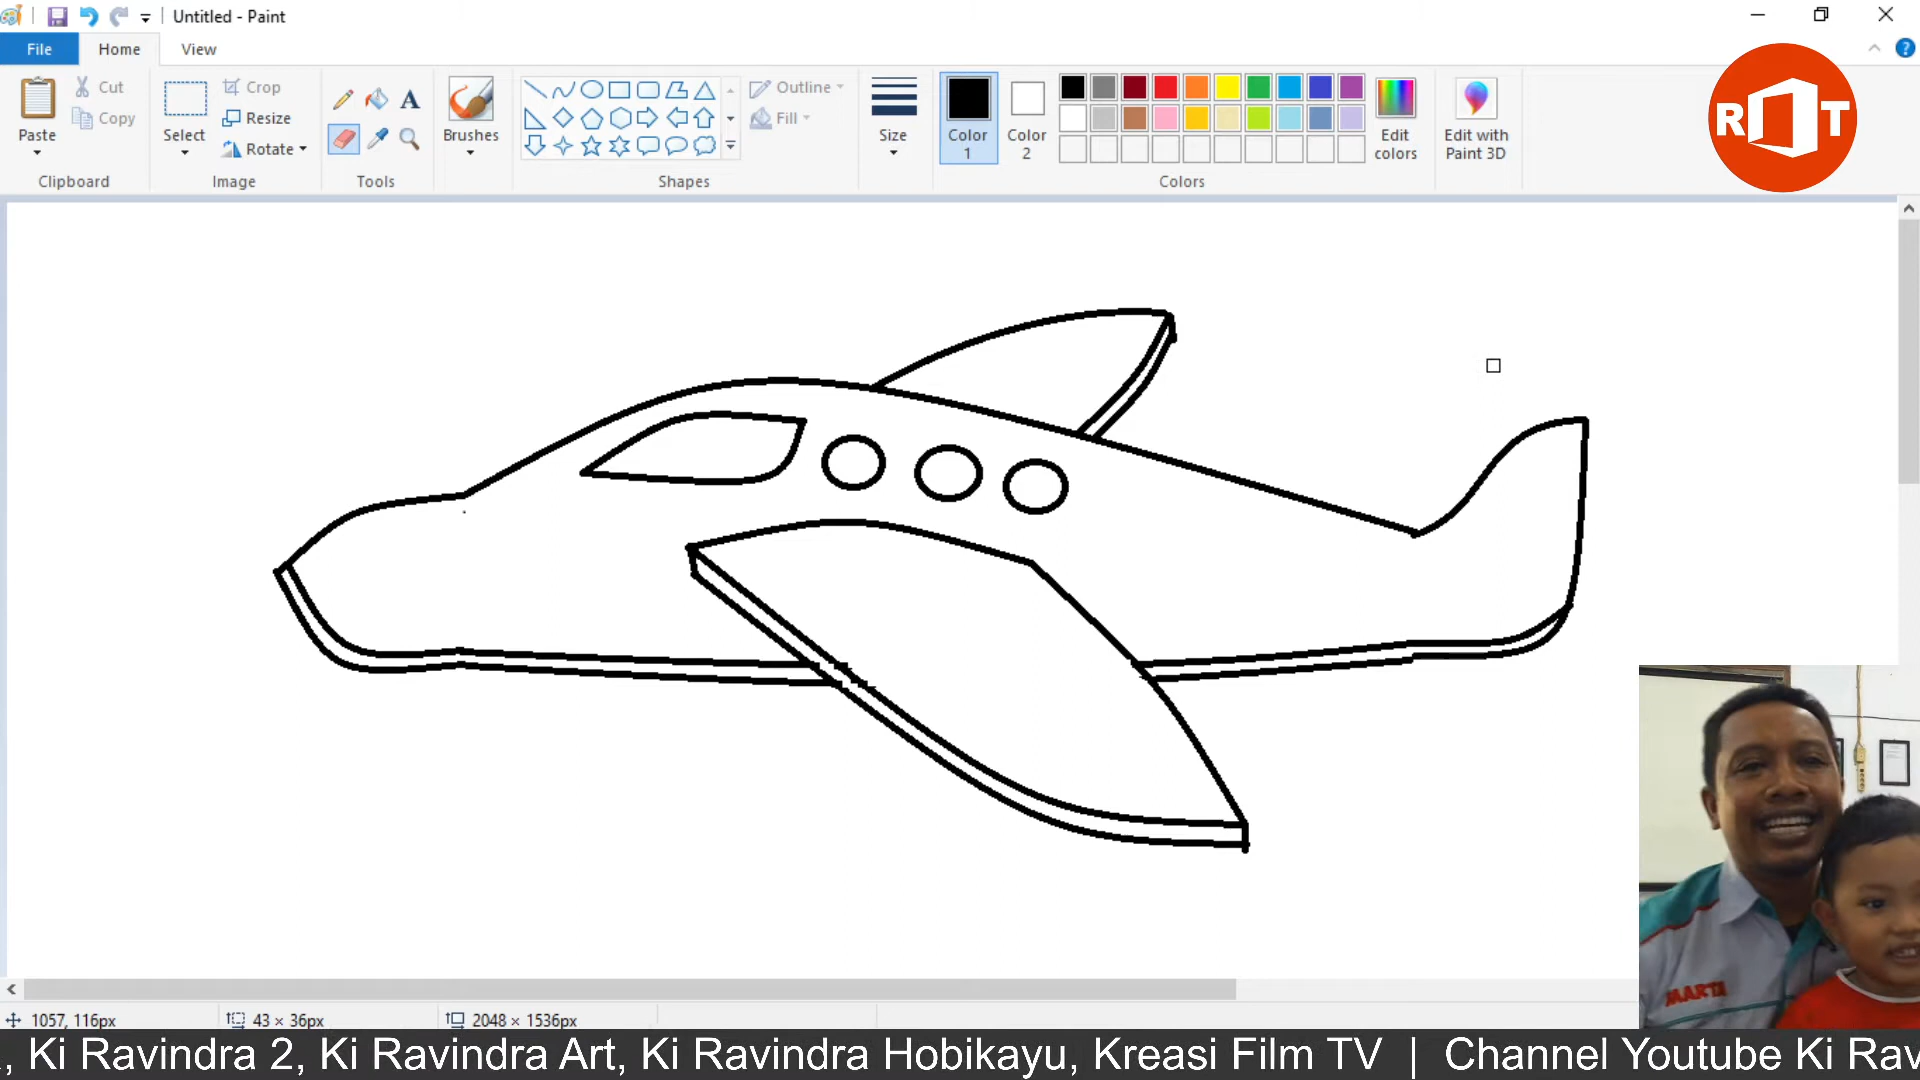 Untitled - Paint
File Home View
Paste
Cut
Copy
Clipboard
Select
Crop
Resize
Rotate
Image
A
Tools
Brushes
Shapes
Outline
Fill
Size
Color 1
Color 2
Edit colors
Colors
Edit with Paint 3D
R T
MARTA
1057, 116px 43 × 36px 2048 × 1536px
, Ki Ravindra 2, Ki Ravindra Art, Ki Ravindra Hobikayu, Kreasi Film TV | Channel Youtube Ki Rav